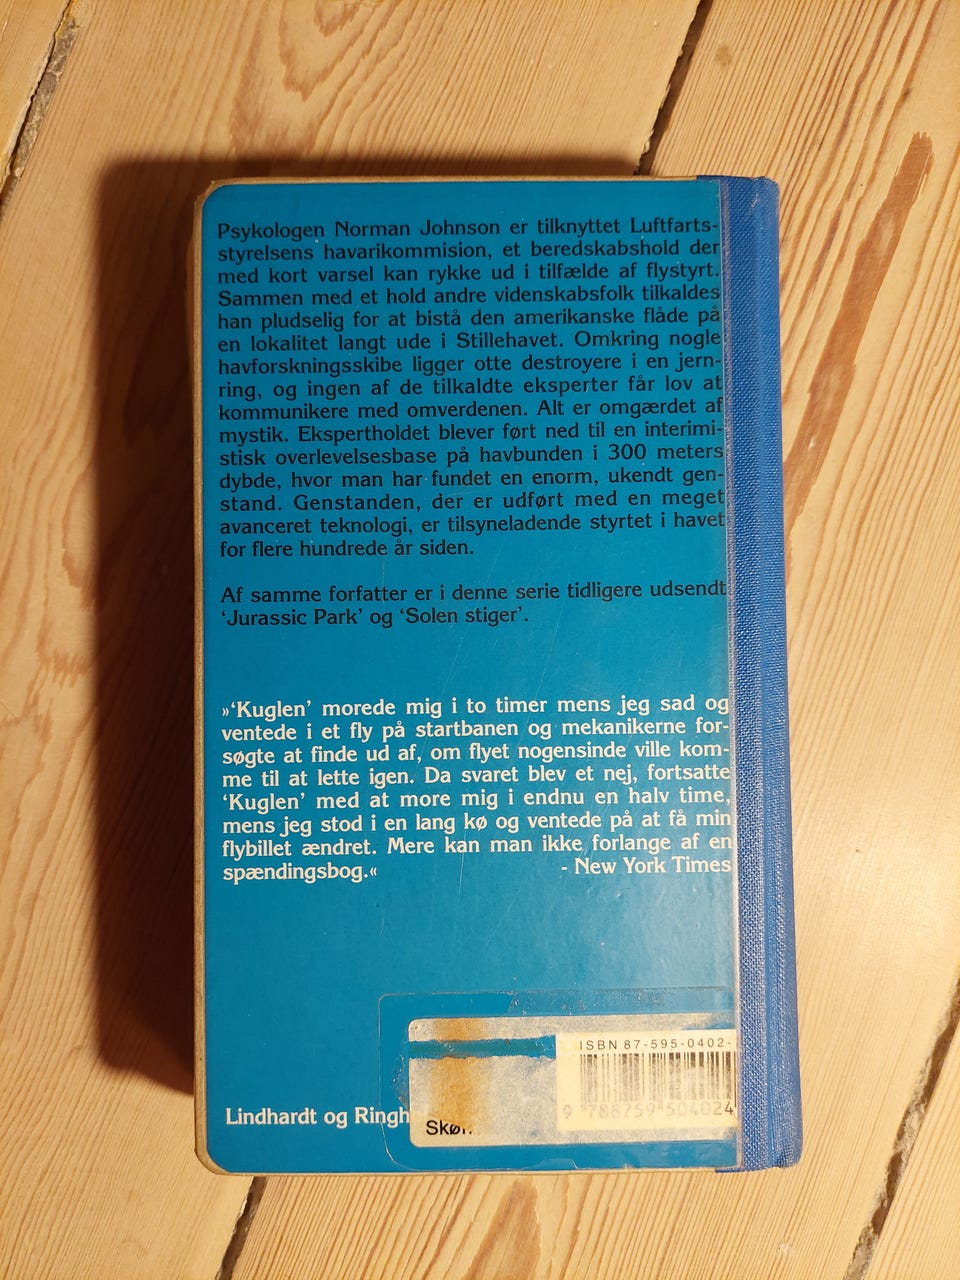 Psykologen Norman Johnson er tilknyttet Luftfarts-
styrelsens havarikommision, et beredskabshold der
med kort varsel kan rykke ud i tilfælde af flystyrt.
Sammen med et hold andre videnskabsfolk tilkaldes
han pludselig for at bistå den amerikanske flåde på
en lokalitet langt ude i Stillehavet. Omkring nogle
havforskningsskibe ligger otte destroyere i en jern-
ring, og ingen af de tilkaldte eksperter får lov at
kommunikere med omverdenen. Alt er omgærdet af
mystik. Ekspertholdet blever ført ned til en interimi-
stisk overlevelsesbase på havbunden i 300 meters
dybde, hvor man har fundet en enorm, ukendt gen-
stand. Genstanden, der er udført med en meget
avanceret teknologi, er tilsyneladende styrtet i havet
for flere hundrede år siden.
Af samme forfatter er i denne serie tidligere udsendt
‘Jurassic Park’ og ‘Solen stiger’.
»‘Kuglen’ morede mig i to timer mens jeg sad og
ventede i et fly på startbanen og mekanikerne for-
søgte at finde ud af, om flyet nogensinde ville kom-
me til at lette igen. Da svaret blev et nej, fortsatte
‘Kuglen’ med at more mig i endnu en halv time,
mens jeg stod i en lang kø og ventede på at få min
flybillet ændret. Mere kan man ikke forlange af en
spændingsbog.«
- New York Times
ISBN 87-595-0402-
9 788759 504024
Lindhardt og Ringh